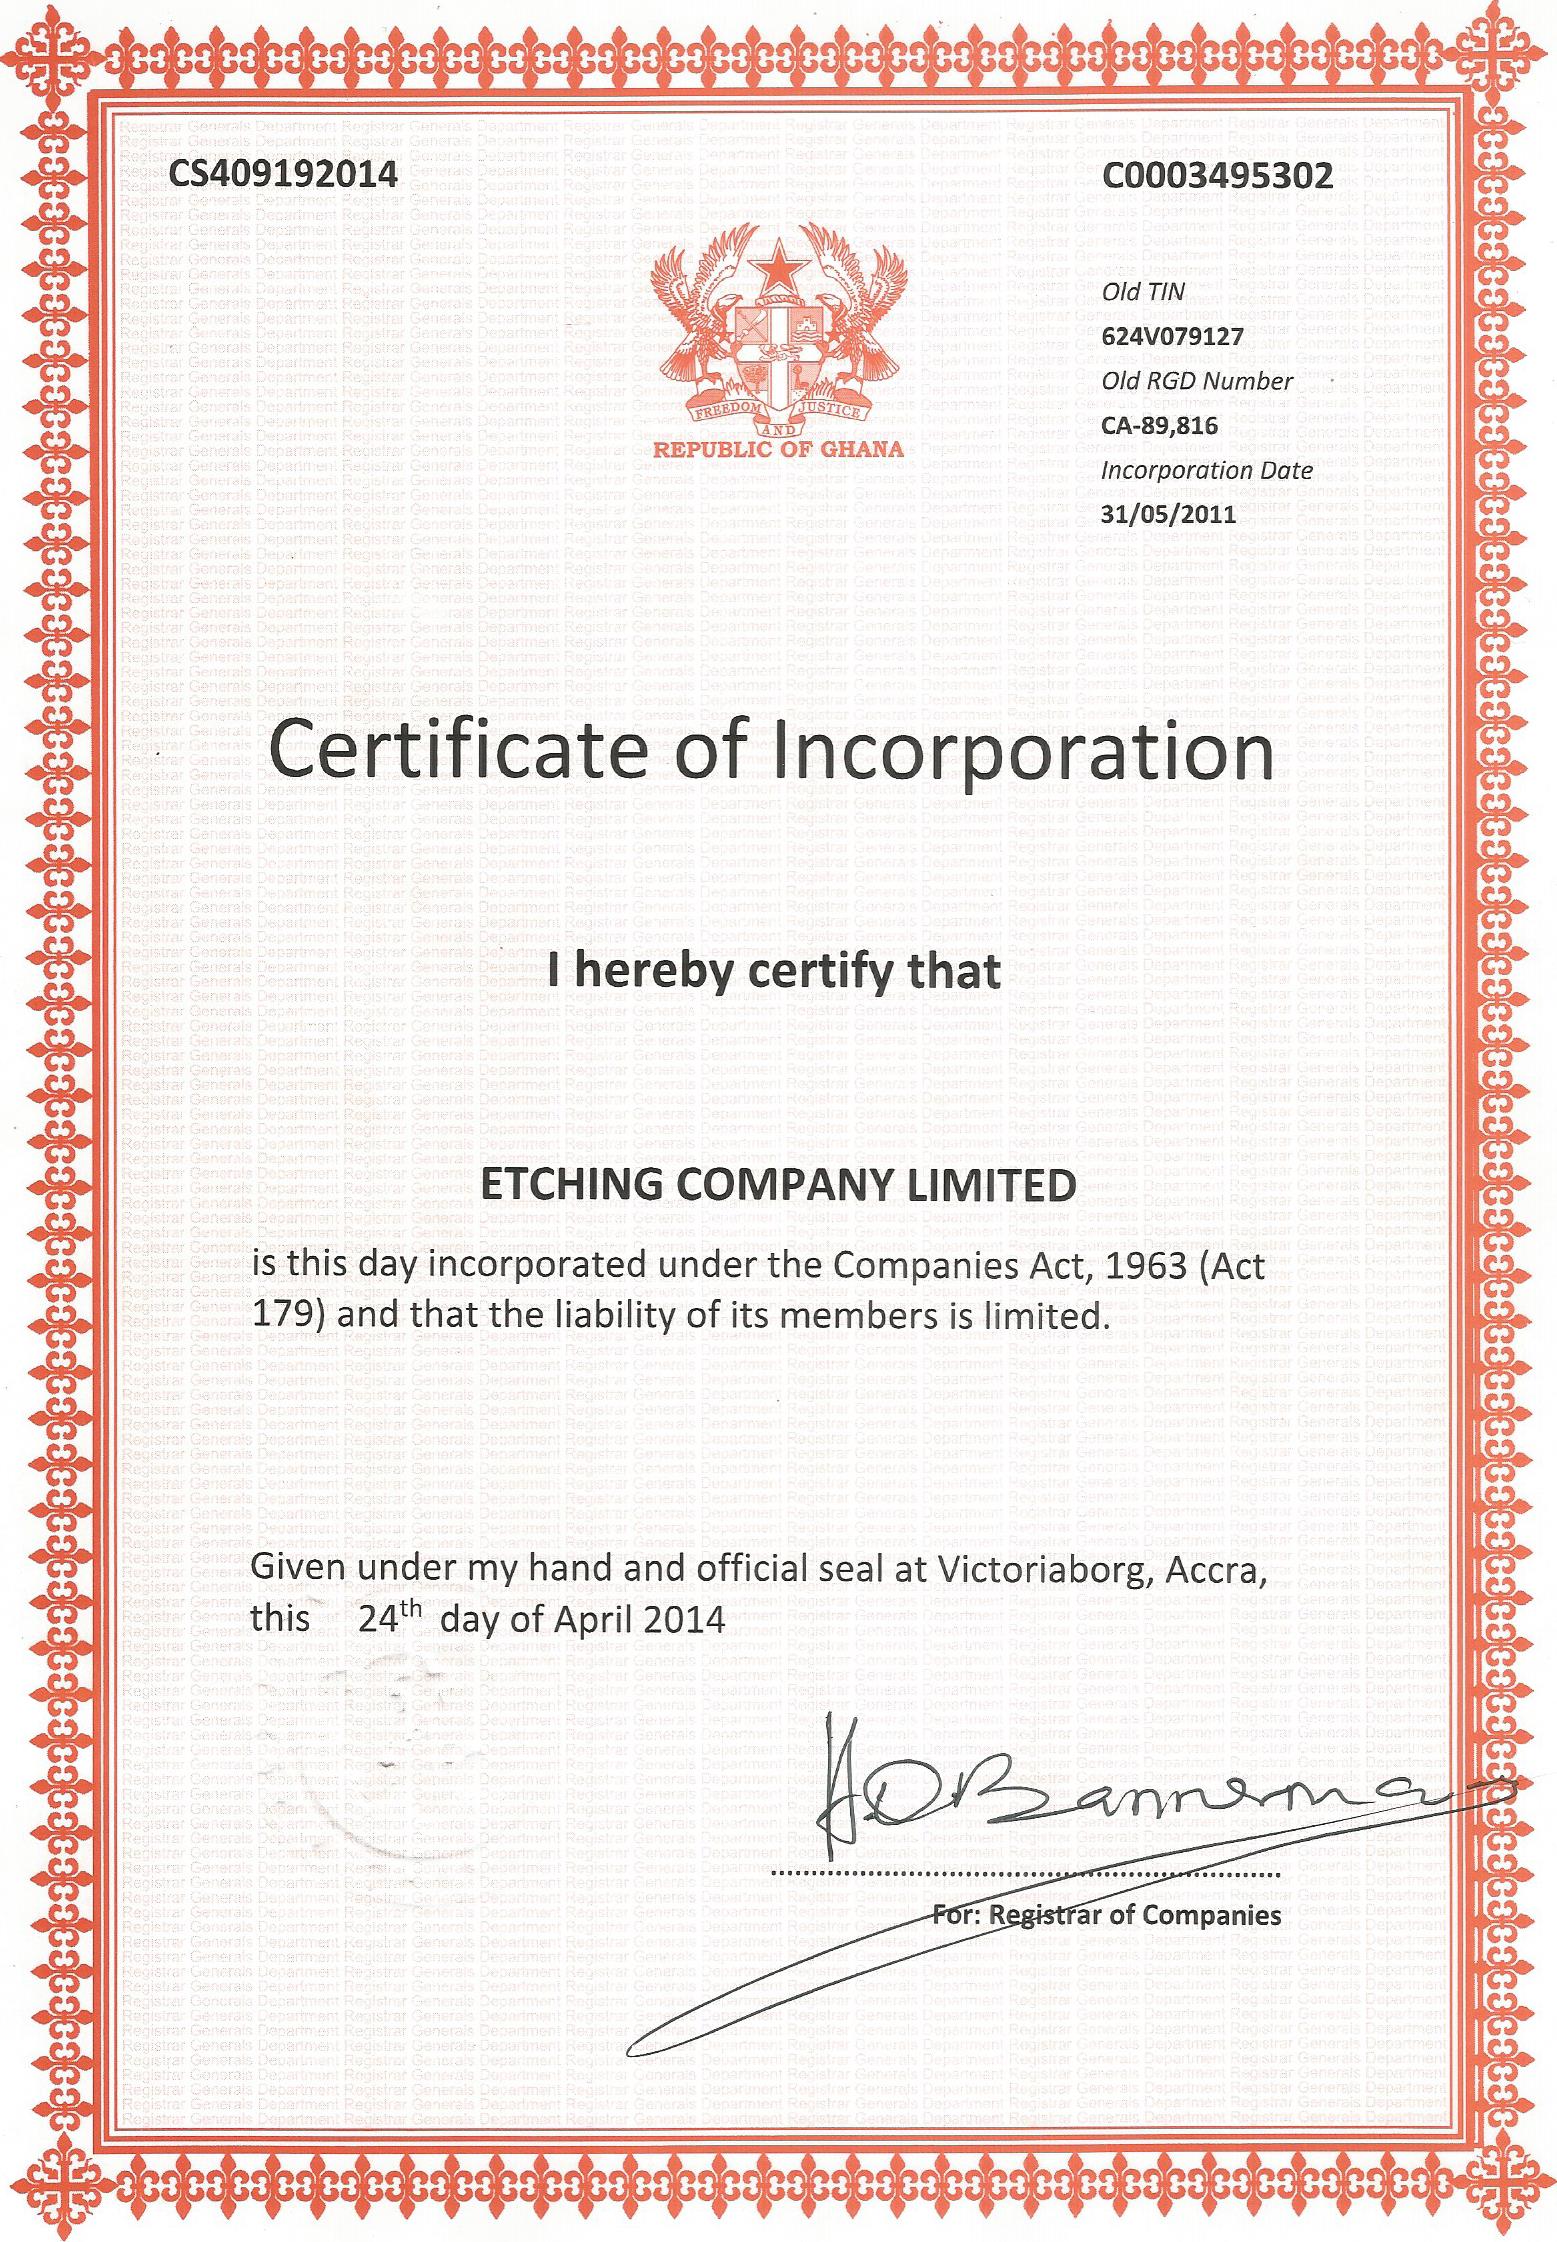 CS409192014
C0003495302
FREEDOM
AND
JUSTICE
REPUBLIC OF GHANA
Old TIN
624V079127
Old RGD Number
CA-89,816
Incorporation Date
31/05/2011
Certificate of Incorporation
I hereby certify that
ETCHING COMPANY LIMITED
is this day incorporated under the Companies Act, 1963 (Act
179) and that the liability of its members is limited.
Given under my hand and official seal at Victoriaborg, Accra,
this 24th day of April 2014
For: Registrar of Companies